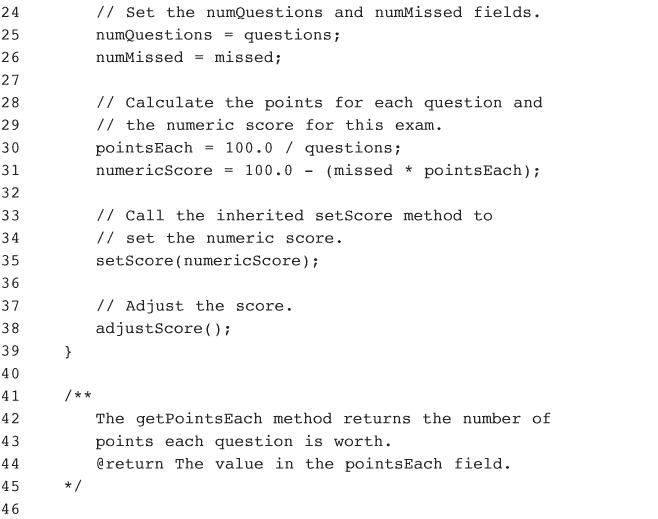 24 // Set the numQuestions and numMissed fields.
25 numQuestions = questions;
26 numMissed = missed;
27
28 // Calculate the points for each question and
29 // the numeric score for this exam.
30 pointsEach = 100.0 / questions;
31 numericScore = 100.0 - (missed * pointsEach);
32
33 // Call the inherited setScore method to
34 // set the numeric score.
35 setScore(numericScore);
36
37 // Adjust the score.
38 adjustScore();
39 }
40
41 /**
42 The getPointsEach method returns the number of
43 points each question is worth.
44 @return The value in the pointsEach field.
45 */
46